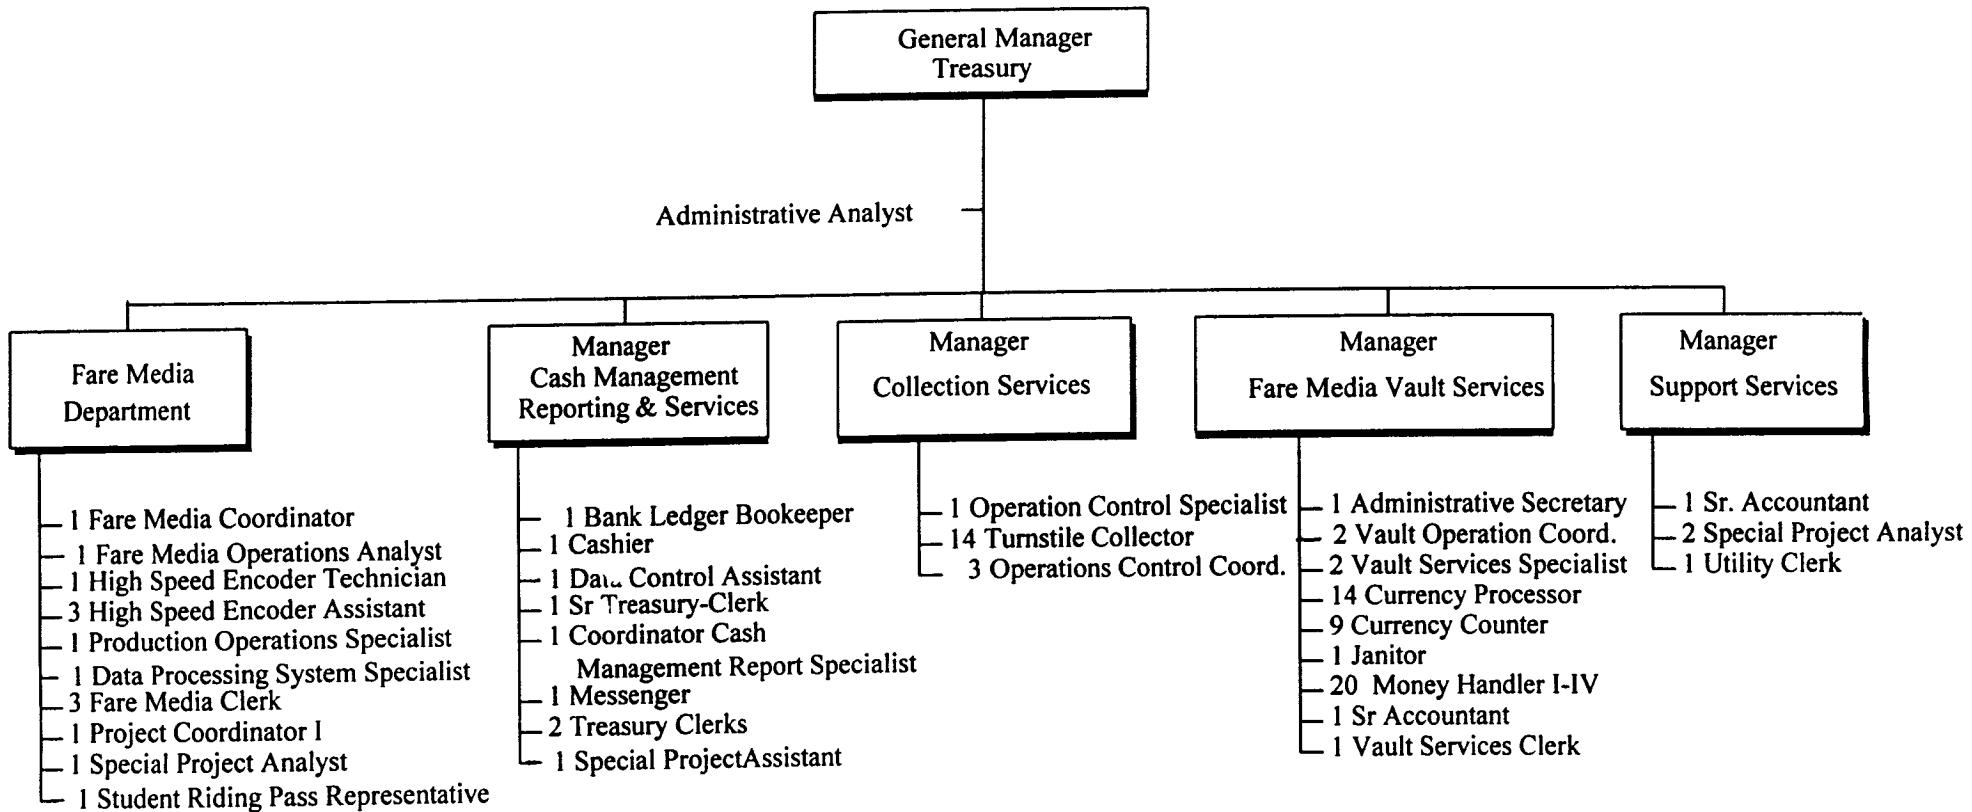 General Manager
Treasury
Administrative Analyst
Fare Media
Department
1 Fare Media Coordinator
1 Fare Media Operations Analyst
1 High Speed Encoder Technician
3 High Speed Encoder Assistant
1 Production Operations Specialist
1 Data Processing System Specialist
3 Fare Media Clerk
1 Project Coordinator I
1 Special Project Analyst
1 Student Riding Pass Representative
Manager
Cash Management
Reporting & Services
1 Bank Ledger Bookeeper
1 Cashier
1 Data Control Assistant
1 Sr Treasury-Clerk
1 Coordinator Cash
Management Report Specialist
1 Messenger
2 Treasury Clerks
1 Special ProjectAssistant
Manager
Collection Services
1 Operation Control Specialist
14 Turnstile Collector
3 Operations Control Coord.
Manager
Fare Media Vault Services
1 Administrative Secretary
2 Vault Operation Coord.
2 Vault Services Specialist
14 Currency Processor
9 Currency Counter
1 Janitor
20 Money Handler I-IV
1 Sr Accountant
1 Vault Services Clerk
Manager
Support Services
1 Sr. Accountant
2 Special Project Analyst
1 Utility Clerk